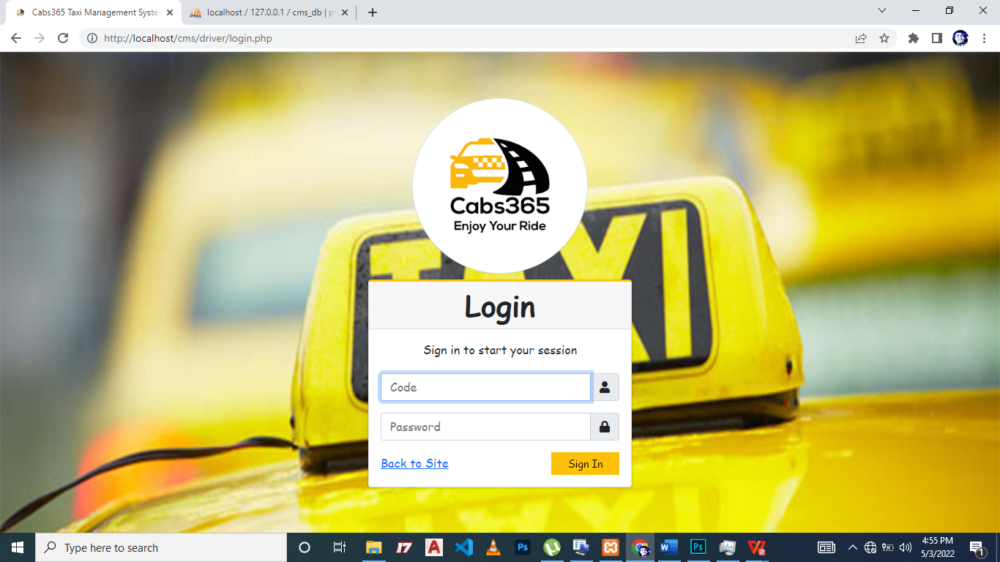 Cabs365 Taxi Management Syste
localhost / 127.0.0.1 / cms_db | p
http://localhost/cms/driver/login.php
TAXI
Cabs365
Enjoy Your Ride
Login
Sign in to start your session
Code
Password
Back to Site
Sign In
Type here to search
4:55 PM
5/3/2022
1